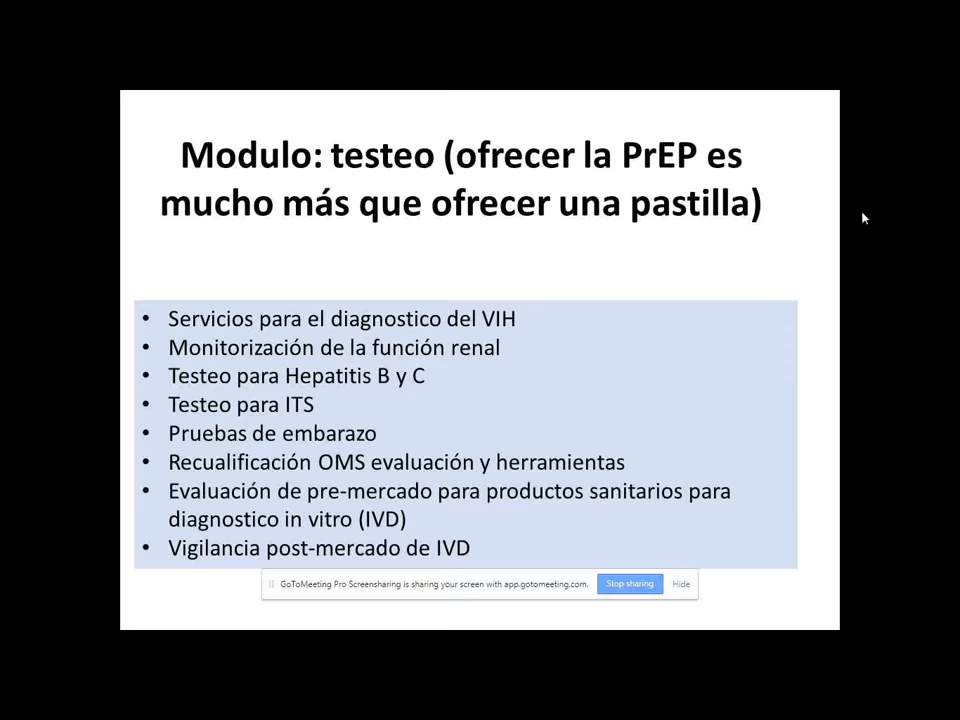 Modulo: testeo (ofrecer la PrEP es
mucho más que ofrecer una pastilla)
• Servicios para el diagnostico del VIH
• Monitorización de la función renal
• Testeo para Hepatitis B y C
• Testeo para ITS
• Pruebas de embarazo
• Recualificación OMS evaluación y herramientas
• Evaluación de pre-mercado para productos sanitarios para
diagnostico in vitro (IVD)
• Vigilancia post-mercado de IVD
GoToMeeting Pro Screensharing is sharing your screen with app.gotomeeting.com. Stop sharing Hide